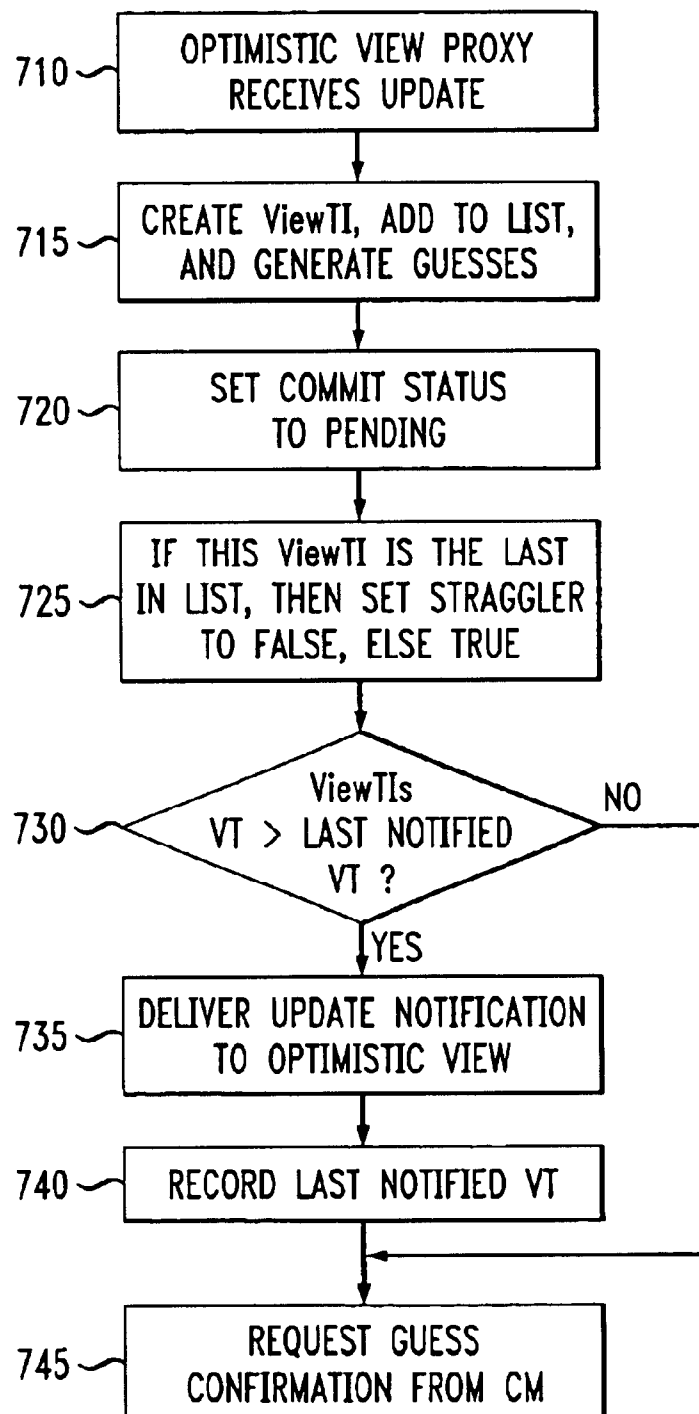 710
OPTIMISTIC VIEW PROXY
RECEIVES UPDATE
715
CREATE ViewTI, ADD TO LIST,
AND GENERATE GUESSES
720
SET COMMIT STATUS
TO PENDING
725
IF THIS ViewTI IS THE LAST
IN LIST, THEN SET STRAGGLER
TO FALSE, ELSE TRUE
730
ViewTIs
VT > LAST NOTIFIED
VT ?
NO
YES
735
DELIVER UPDATE NOTIFICATION
TO OPTIMISTIC VIEW
740
RECORD LAST NOTIFIED VT
745
REQUEST GUESS
CONFIRMATION FROM CM